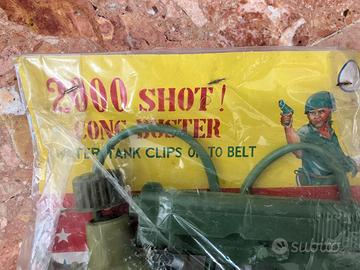 2000 SHOT!
CONG BUSTER
WATER TANK CLIPS ON TO BELT
subito